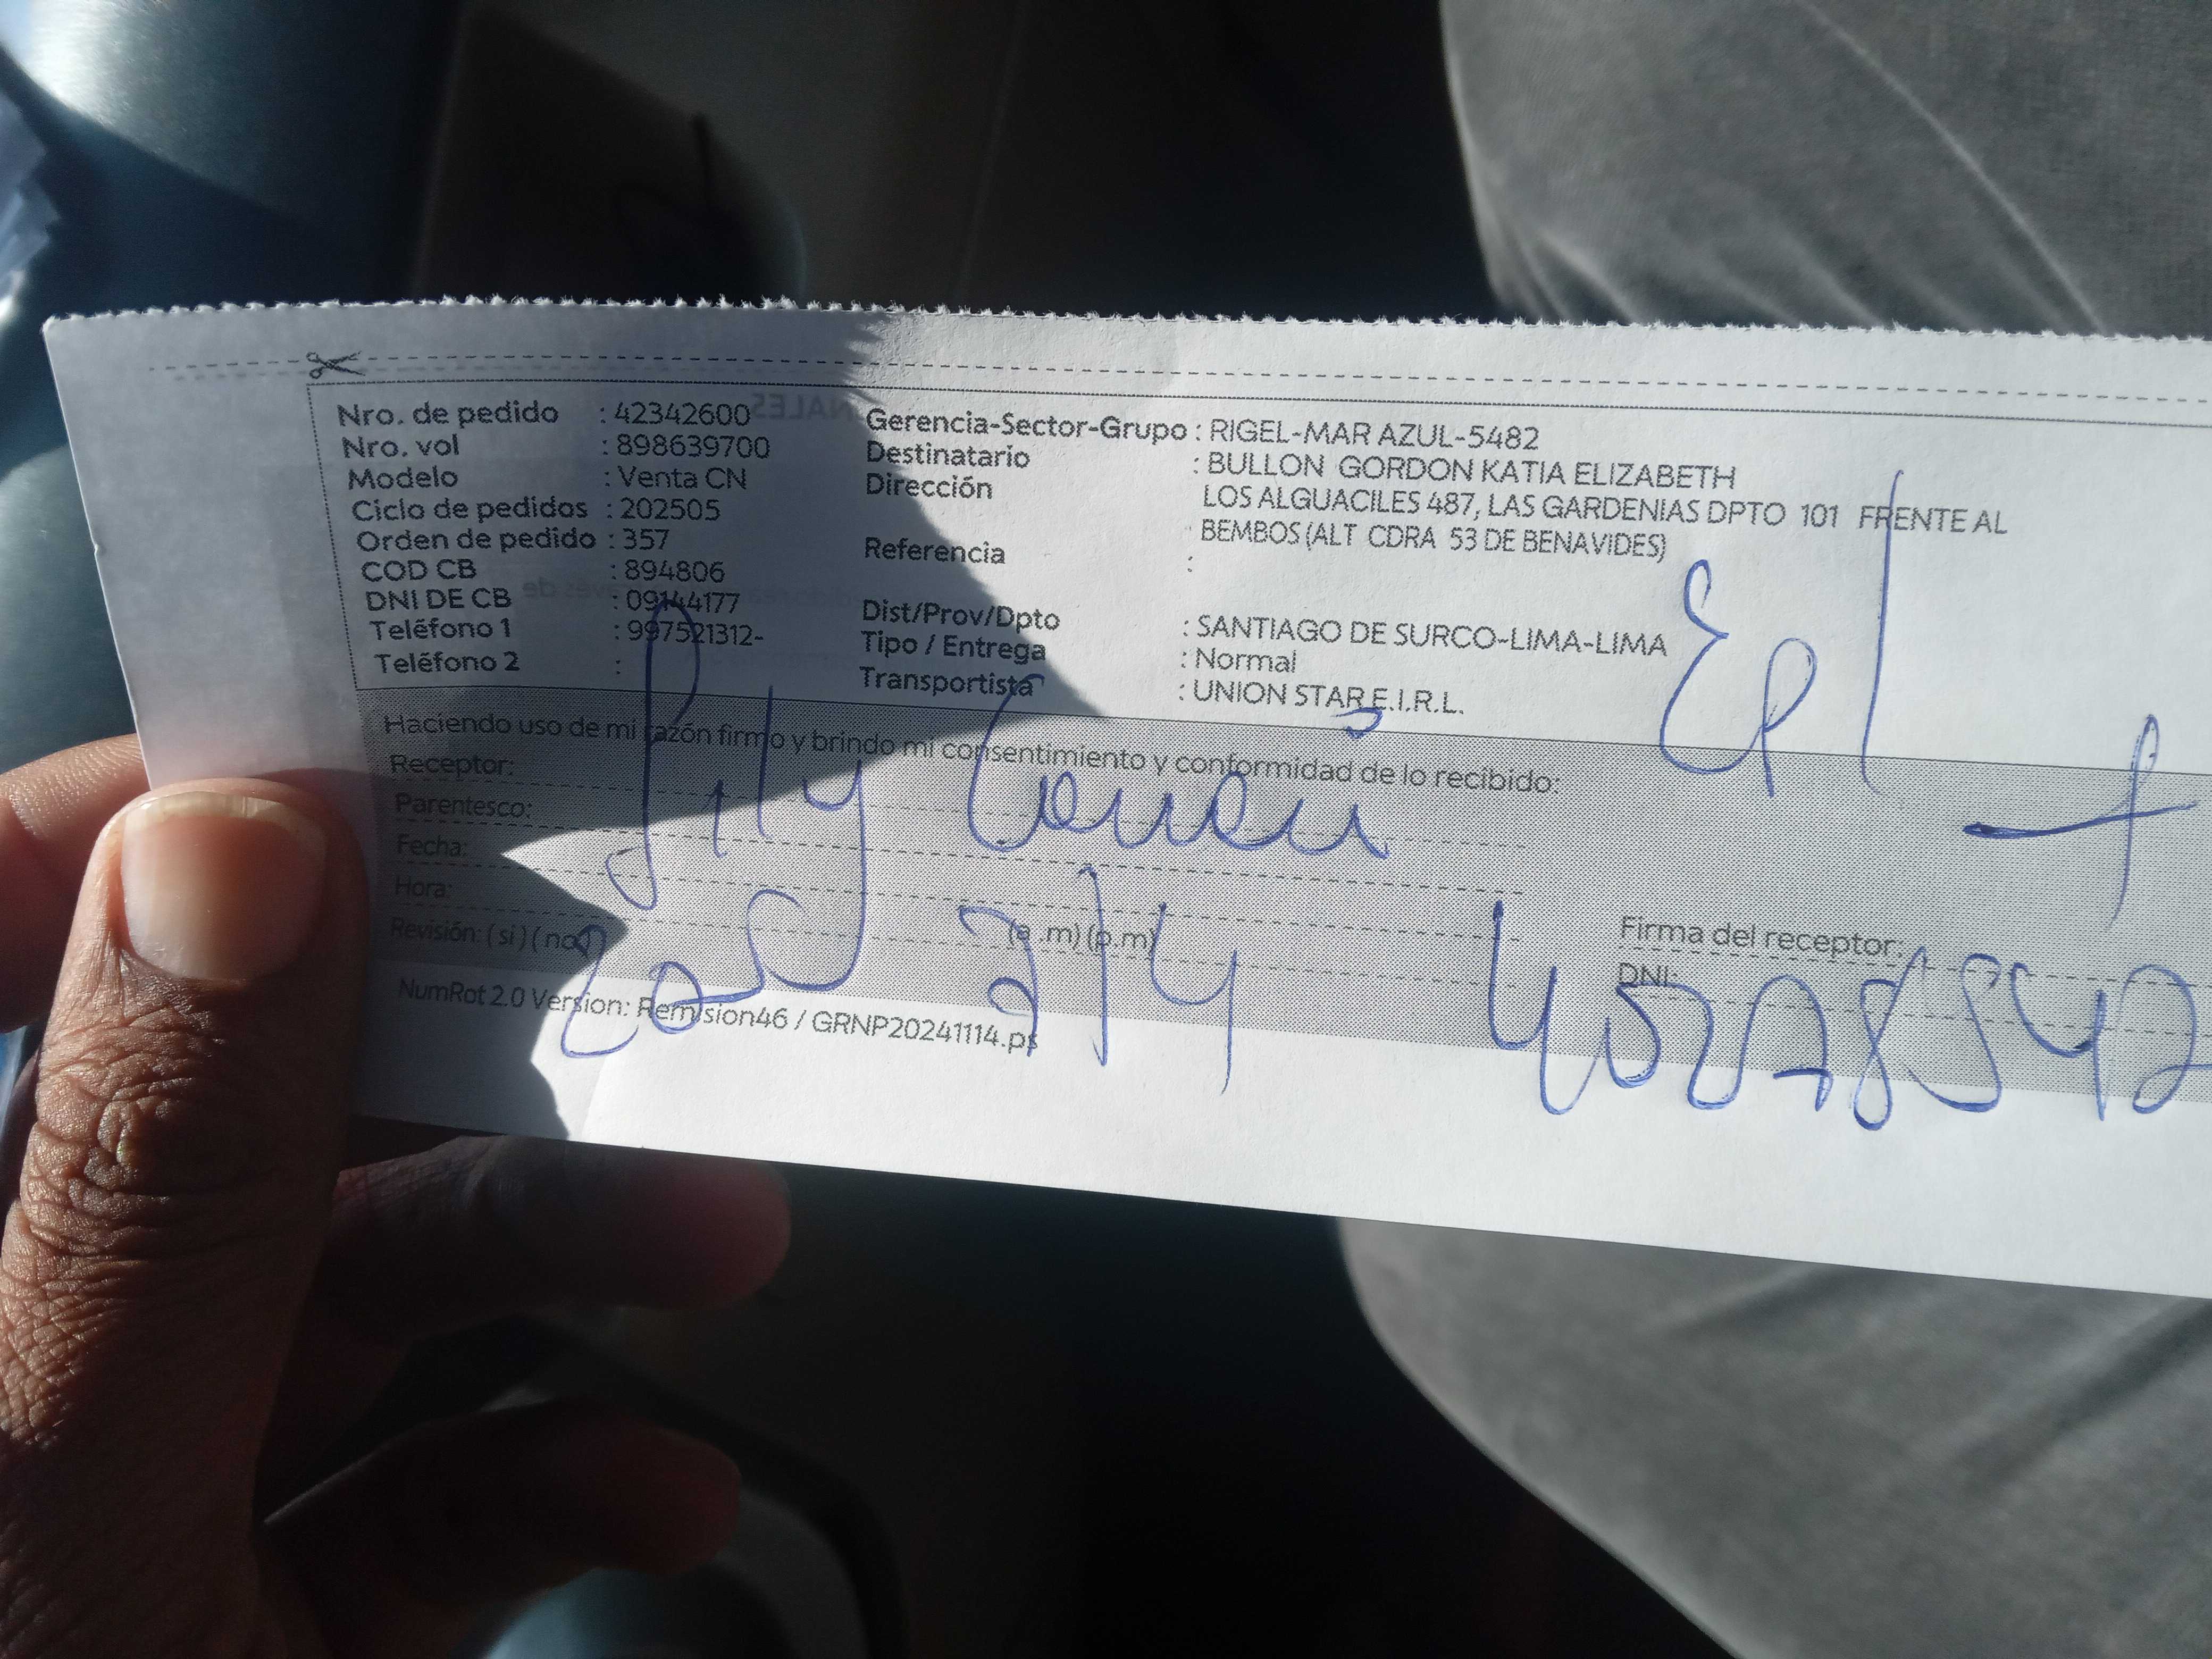 Nro. de pedido : 42342600
Nro. vol : 898639700
Modelo : Venta CN
Ciclo de pedidos : 202505
Orden de pedido : 357
COD CB : 894806
DNI DE CB : 09144177
Teléfono 1 : 997521312-
Teléfono 2 :
Gerencia-Sector-Grupo : RIGEL-MAR AZUL-5482
Destinatario : BULLON GORDON KATIA ELIZABETH
Dirección LOS ALGUACILES 487, LAS GARDENIAS DPTO 101 FRENTE AL
BEMBOS (ALT CDRA 53 DE BENAVIDES)
Referencia :
Dist/Prov/Dpto : SANTIAGO DE SURCO-LIMA-LIMA
Tipo / Entrega : Normal
Transportista : UNION STAR E.I.R.L.
Haciendo uso de mi razón firmo y brindo mi consentimiento y conformidad de lo recibido:
Receptor:
Parentesco:
Fecha:
Hora: (a .m) (p.m)
Revisión: ( si ) ( no )
Firma del receptor:
DNI:
NumRot 2.0 Version: Remision46 / GRNP20241114.ps